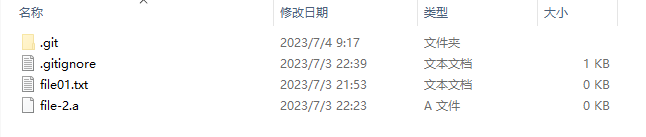 修改日期 类型 大小
.git 2023/7/4 9:17 文件夹
.gitignore 2023/7/3 22:39 文本文档 1 KB
file01.txt 2023/7/3 21:53 文本文档 0 KB
file-2.a 2023/7/3 22:23 A 文件 0 KB